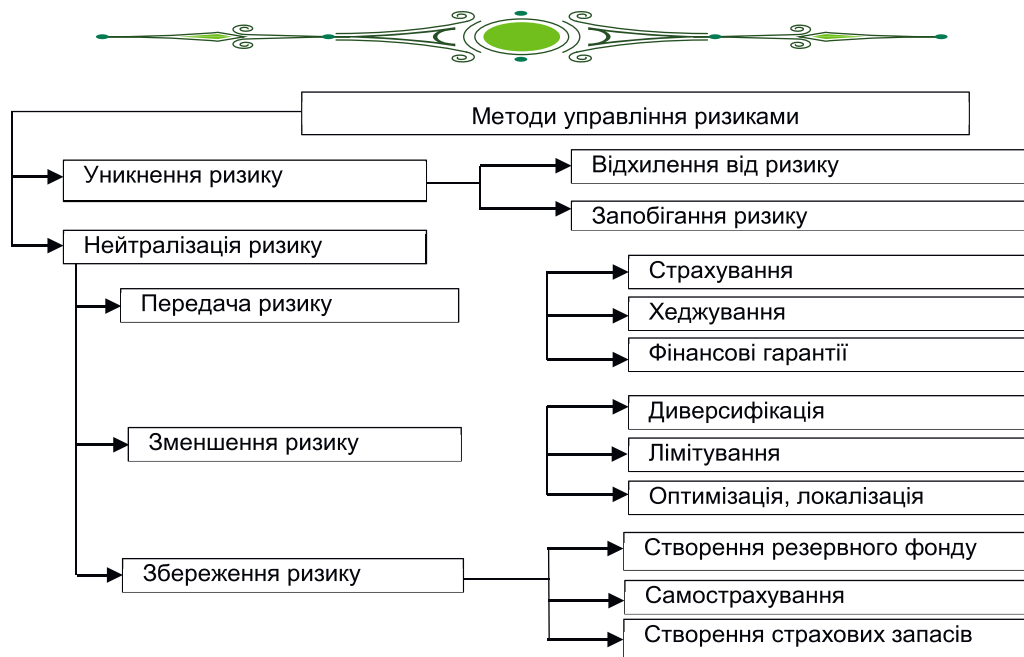 Методи управління ризиками
Уникнення ризику
Відхилення від ризику
Запобігання ризику
Нейтралізація ризику
Передача ризику
Страхування
Хеджування
Фінансові гарантії
Зменшення ризику
Диверсифікація
Лімітування
Оптимізація, локалізація
Збереження ризику
Створення резервного фонду
Самострахування
Створення страхових запасів